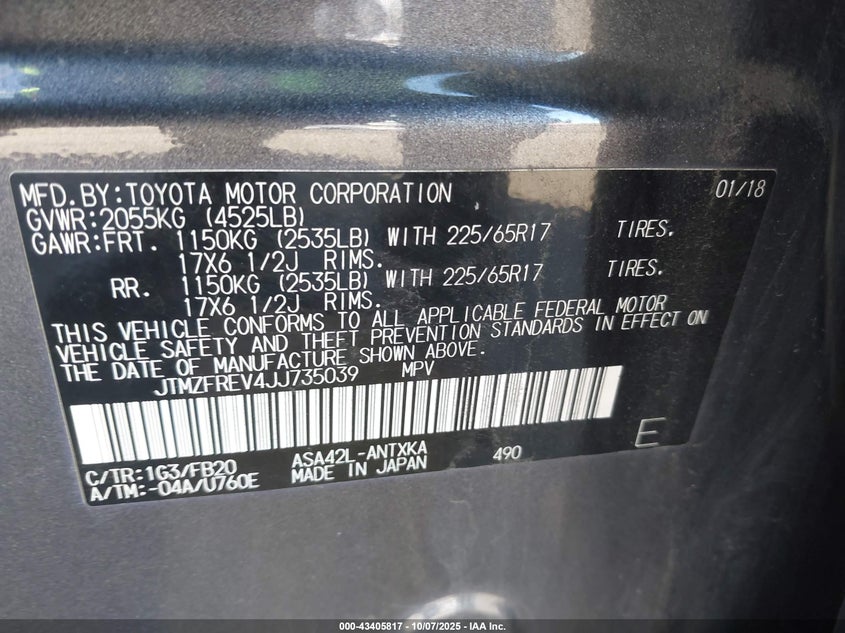 MFD.BY:TOYOTA MOTOR CORPORATION 01/18
GVWR:2055KG (4525LB)
GAWR:FRT. 1150KG (2535LB) WITH 225/65R17 TIRES.
17X6 1/2J RIMS.
RR. 1150KG (2535LB) WITH 225/65R17 TIRES.
17X6 1/2J RIMS.
THIS VEHICLE CONFORMS TO ALL APPLICABLE FEDERAL MOTOR
VEHICLE SAFETY AND THEFT PREVENTION STANDARDS IN EFFECT ON
THE DATE OF MANUFACTURE SHOWN ABOVE.
JTMZFREV4JJ735039 MPV
E
C/TR:1G3/FB20 ASA42L-ANTXKA 490
A/TM:-04A/U760E MADE IN JAPAN
000-43405817 - 10/07/2025 - IAA Inc.